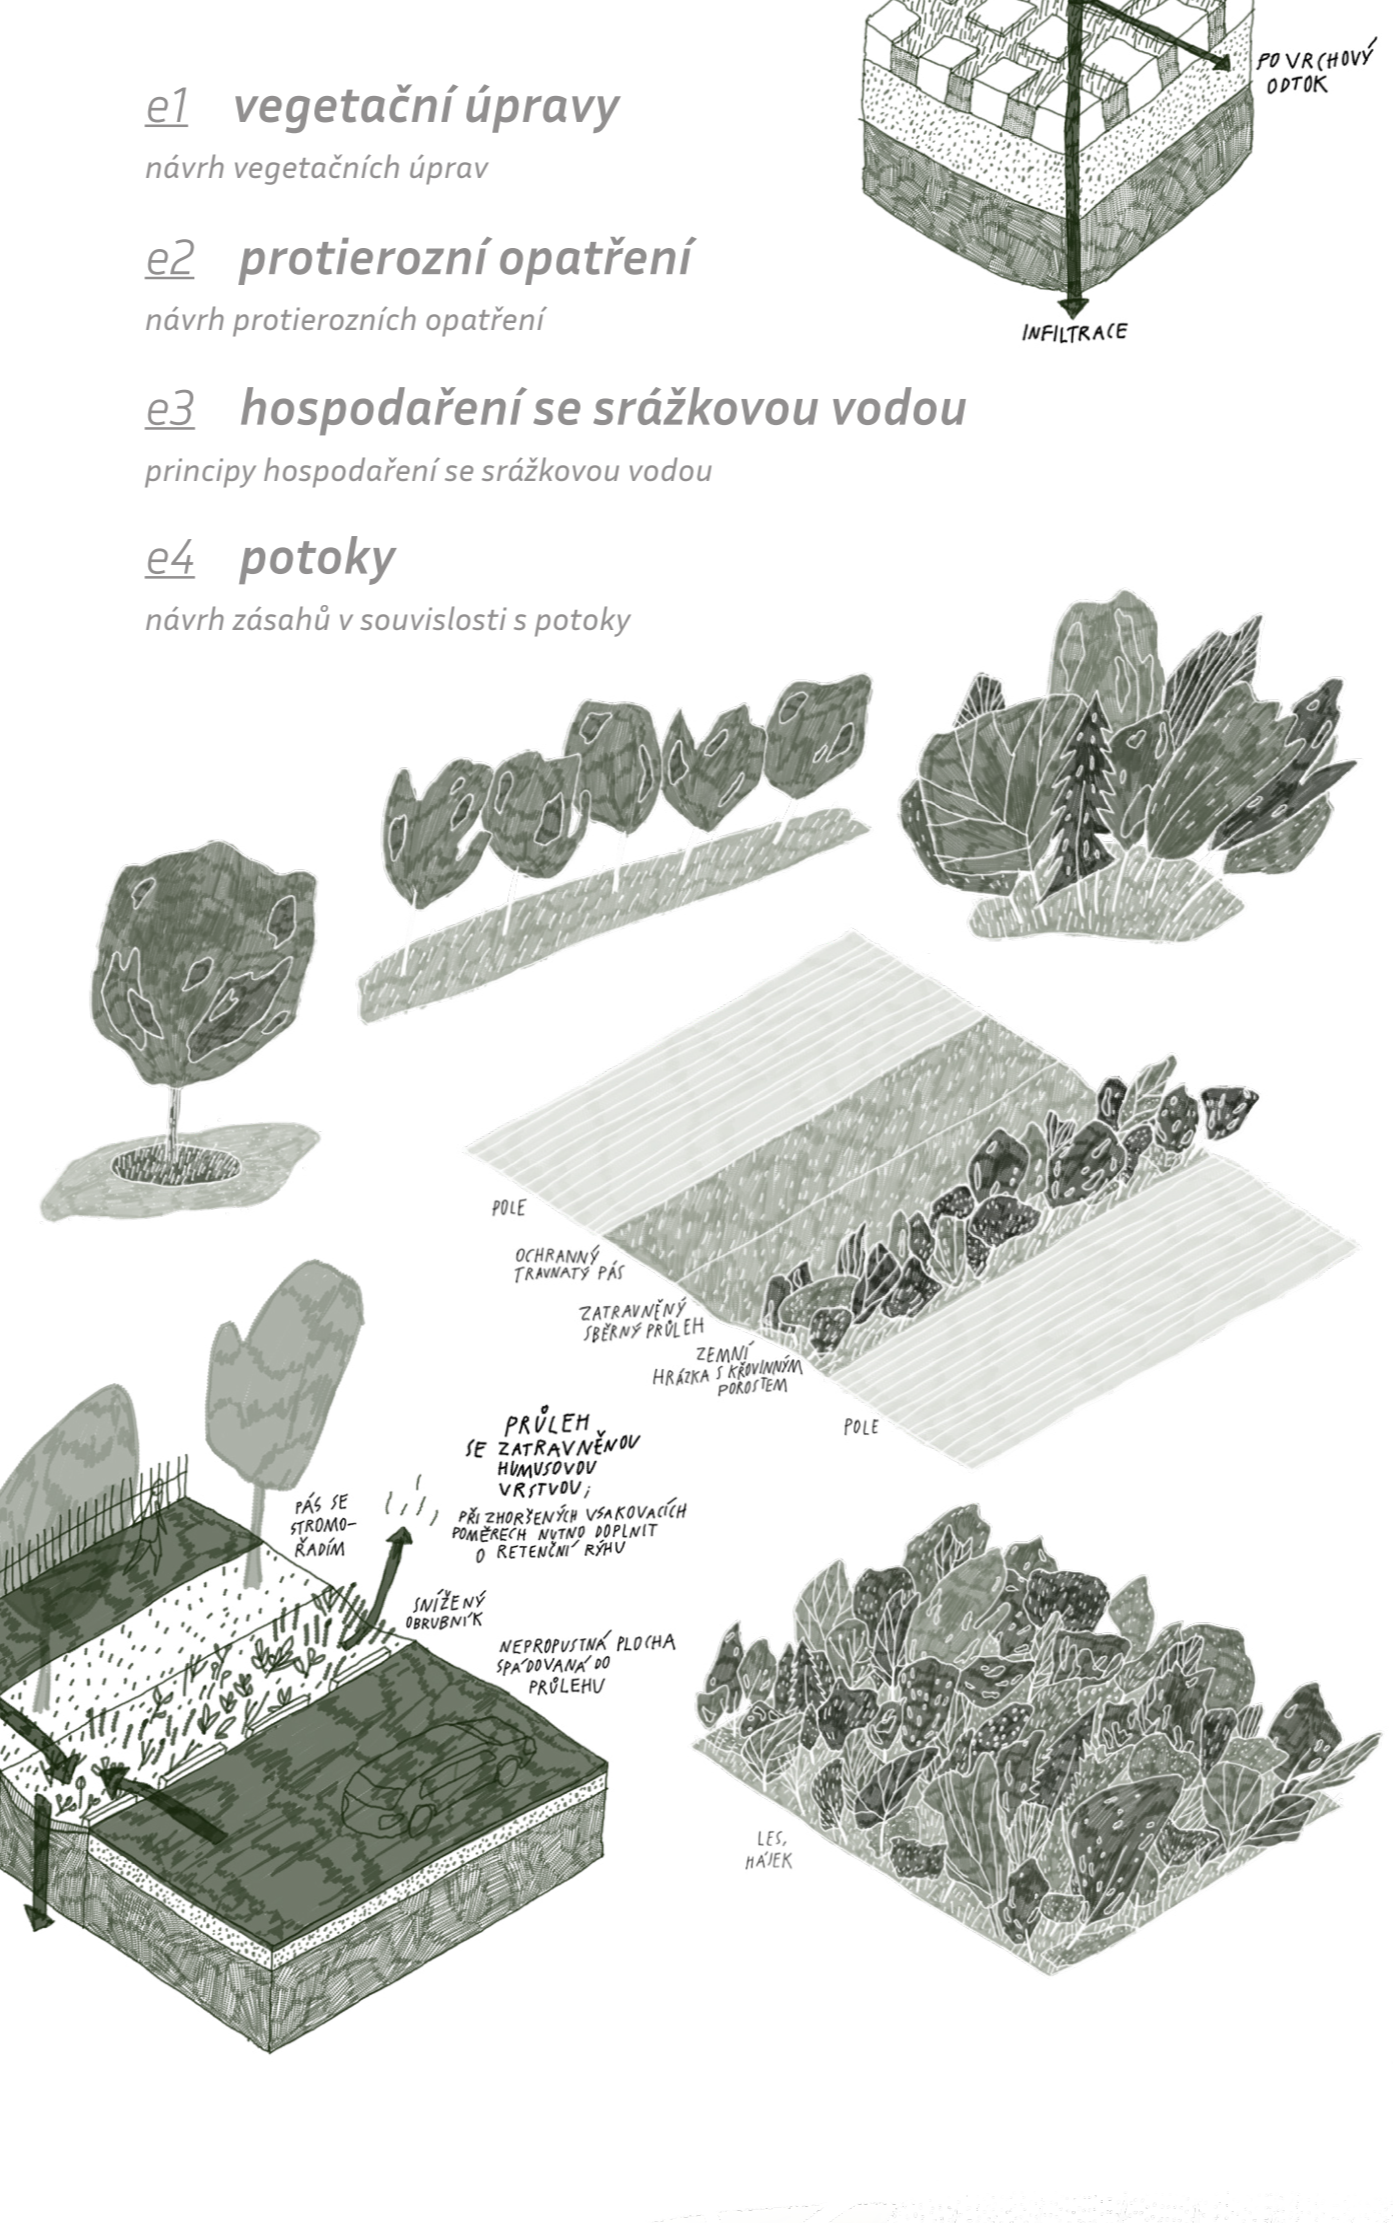 POVRCHOVÝ
ODTOK
INFILTRACE
e1 vegetační úpravy
návrh vegetačních úprav
e2 protierozní opatření
návrh protierozních opatření
e3 hospodaření se srážkovou vodou
principy hospodaření se srážkovou vodou
e4 potoky
návrh zásahů v souvislosti s potoky
POLE
OCHRANNÝ
TRAVNATÝ PÁS
ZATRAVNĚNÝ
SBĚRNÝ PRŮLEH
ZEMNÍ
HRÁZKA S KŘOVINNÝM
POROSTEM
POLE
PRŮLEH
SE ZATRAVNĚNOU
HUMUSOVOU
VRSTVOU;
PŘI ZHORŠENÝCH VSAKOVACÍCH
POMĚRECH NUTNO DOPLNIT
O RETENČNÍ RÝHU
PÁS SE
STROMO-
ŘADÍM
SNÍŽENÝ
OBRUBNÍK
NEPROPUSTNÁ PLOCHA
SPÁDOVANÁ DO
PRŮLEHU
LES,
HÁJEK